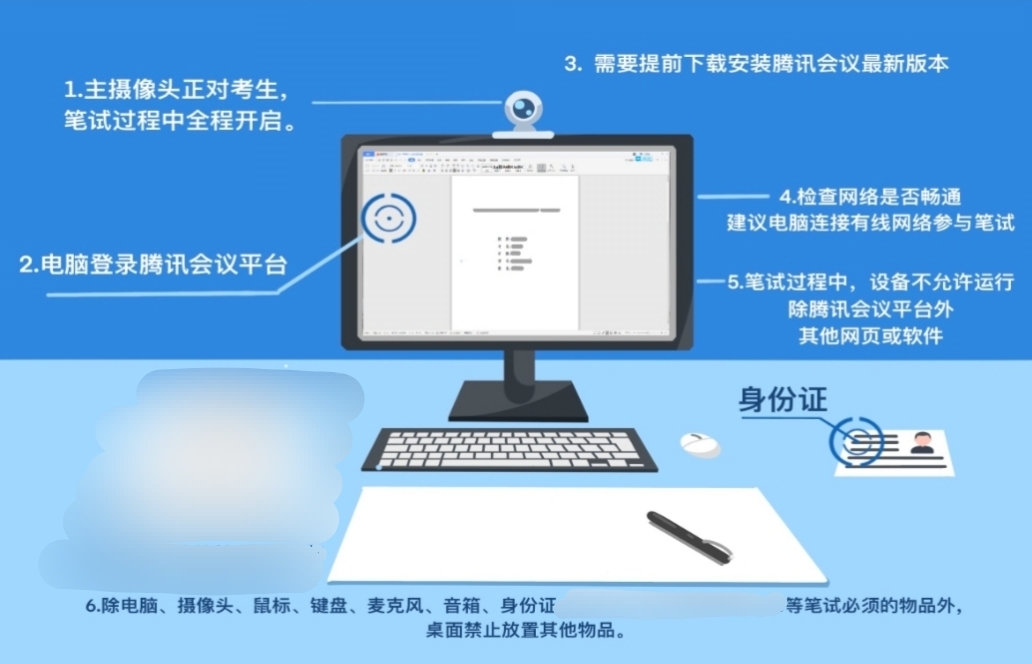 1.主摄像头正对考生，
笔试过程中全程开启。
3. 需要提前下载安装腾讯会议最新版本
4.检查网络是否畅通
建议电脑连接有线网络参与笔试
2.电脑登录腾讯会议平台
5.笔试过程中，设备不允许运行
除腾讯会议平台外
其他网页或软件
身份证
6.除电脑、摄像头、鼠标、键盘、麦克风、音箱、身份证
等笔试必须的物品外，
桌面禁止放置其他物品。